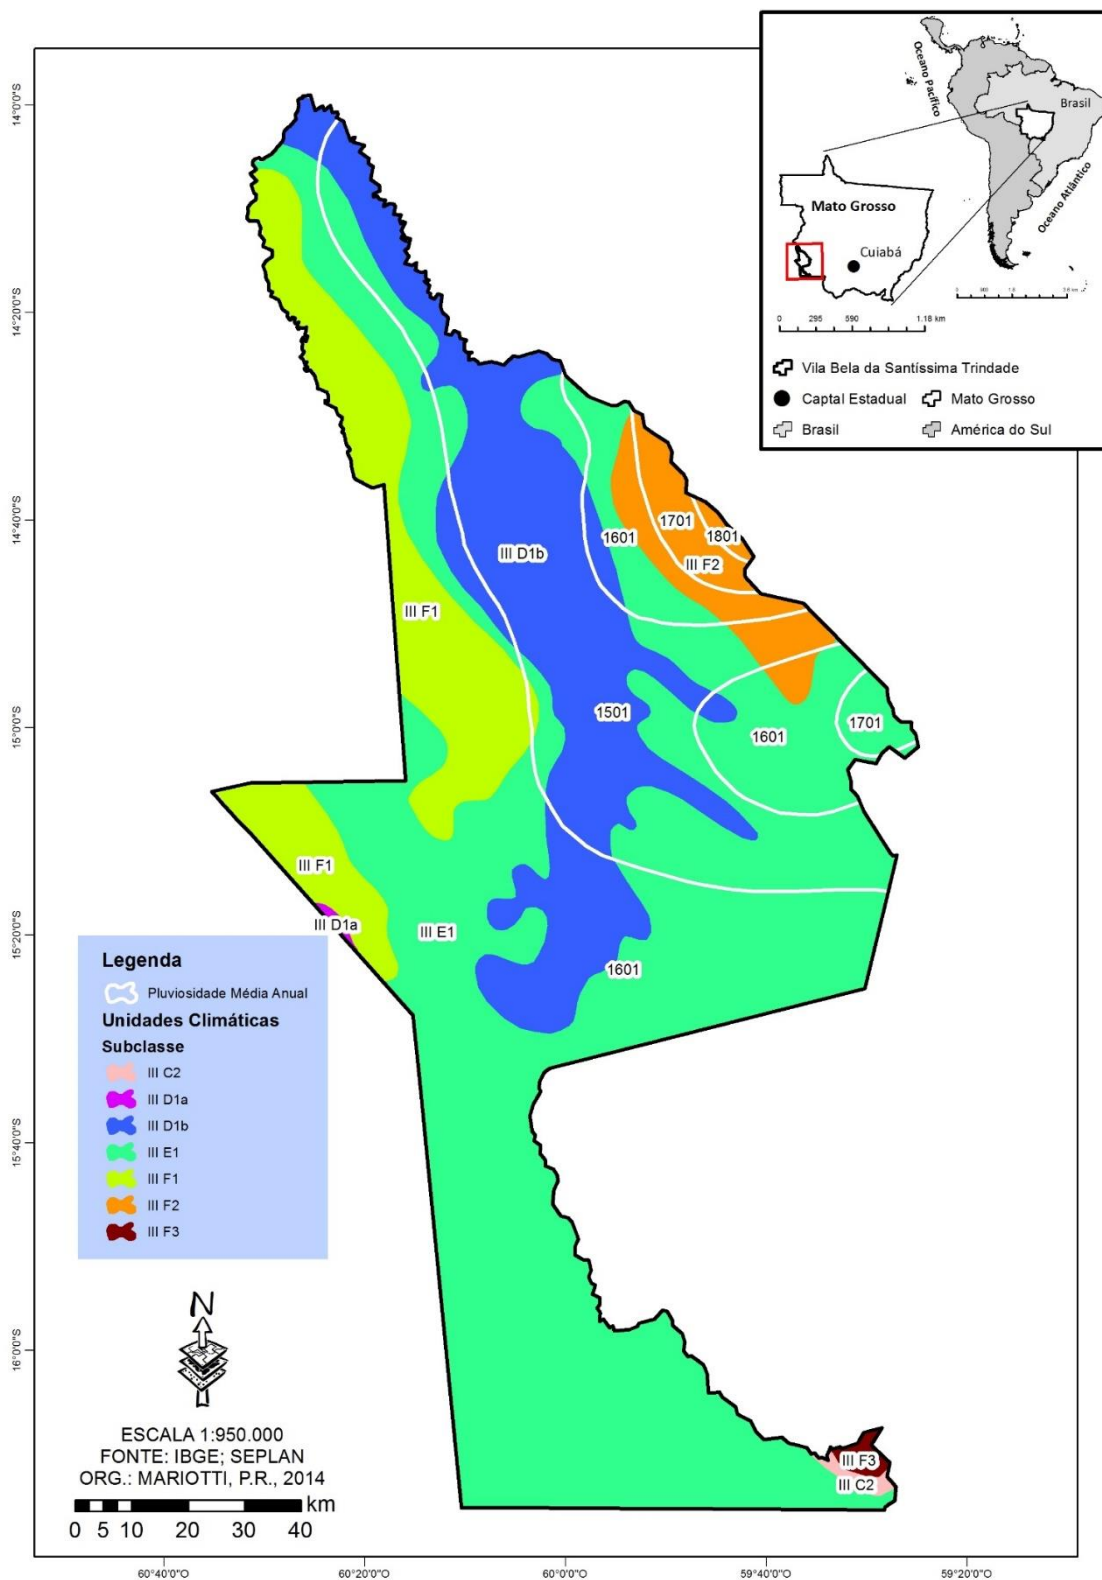 Oceano Pacífico
Brasil
Oceano Atlântico
Mato Grosso
Cuiabá
0 295 590 1.18 km
Vila Bela da Santíssima Trindade
Captal Estadual
Mato Grosso
Brasil
América do Sul
14°0'0"S
14°20'0"S
14°40'0"S
15°0'0"S
15°20'0"S
15°40'0"S
16°0'0"S
1701
1801
1601
III F2
III D1b
III F1
1501
1601
1701
III F1
III D1a
III E1
1601
III F3
III C2
Legenda
Pluviosidade Média Anual
Unidades Climáticas
Subclasse
III C2
III D1a
III D1b
III E1
III F1
III F2
III F3
N
ESCALA 1:950.000
FONTE: IBGE; SEPLAN
ORG.: MARIOTTI, P.R., 2014
km
0 5 10 20 30 40
60°40'0"O
60°20'0"O
60°0'0"O
59°40'0"O
59°20'0"O